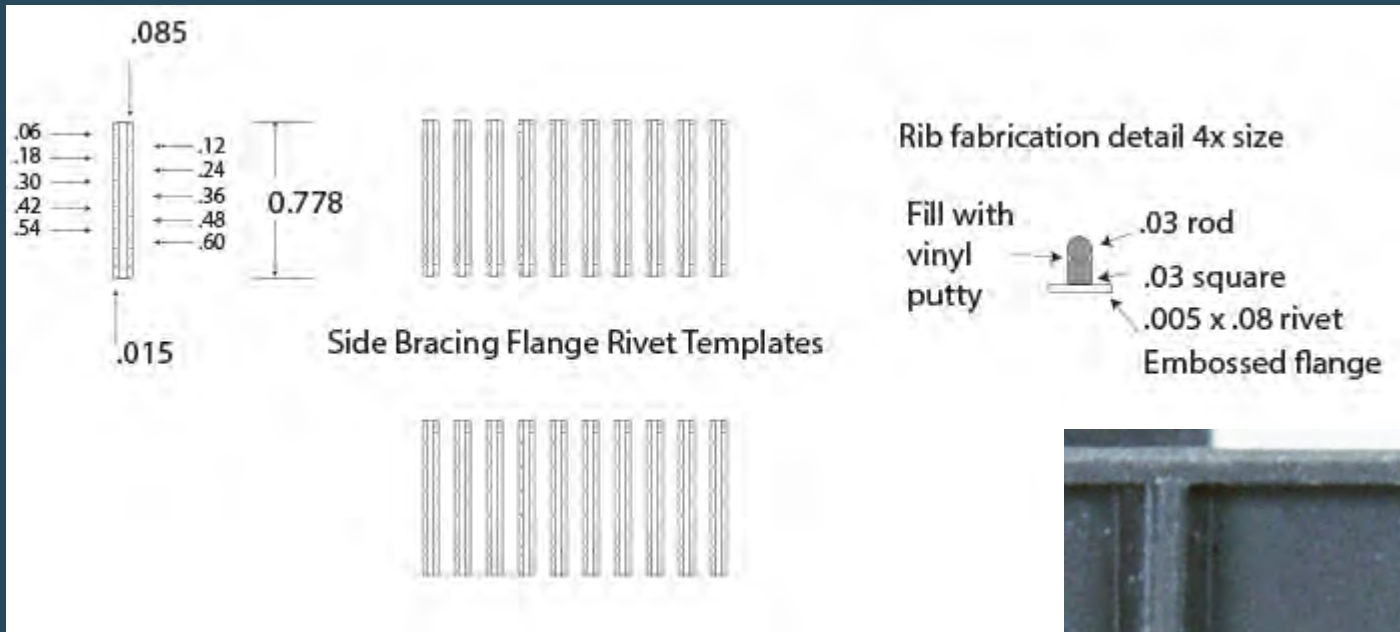 .085
.06
.18
.30
.42
.54
.12
.24
.36
.48
.60
0.778
.015
Side Bracing Flange Rivet Templates
Rib fabrication detail 4x size
Fill with
vinyl
putty
.03 rod
.03 square
.005 x .08 rivet
Embossed flange